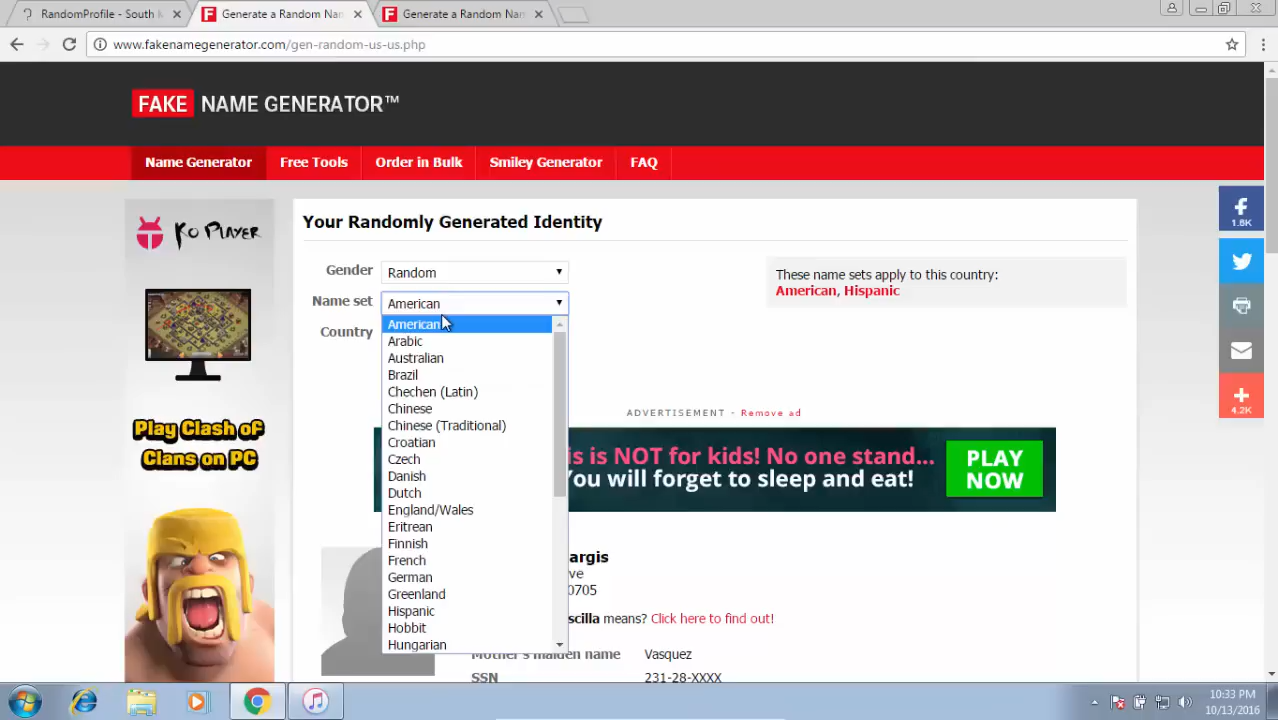 RandomProfile - South M
Generate a Random Nam
Generate a Random Nam
www.fakenamegenerator.com/gen-random-us-us.php
FAKE NAME GENERATOR™
Name Generator
Free Tools
Order in Bulk
Smiley Generator
FAQ
KO PLAYER
Play Clash of
Clans on PC
Your Randomly Generated Identity
Gender Random
Name set American
Country
American
Arabic
Australian
Brazil
Chechen (Latin)
Chinese
Chinese (Traditional)
Croatian
Czech
Danish
Dutch
England/Wales
Eritrean
Finnish
French
German
Greenland
Hispanic
Hobbit
Hungarian
These name sets apply to this country:
American, Hispanic
ADVERTISEMENT - Remove ad
is is NOT for kids! No one stand...
You will forget to sleep and eat!
PLAY
NOW
argis
ve
0705
scilla means? Click here to find out!
Mother's maiden name Vasquez
SSN 231-28-XXXX
1.8K
4.2K
10:33 PM
10/13/2016